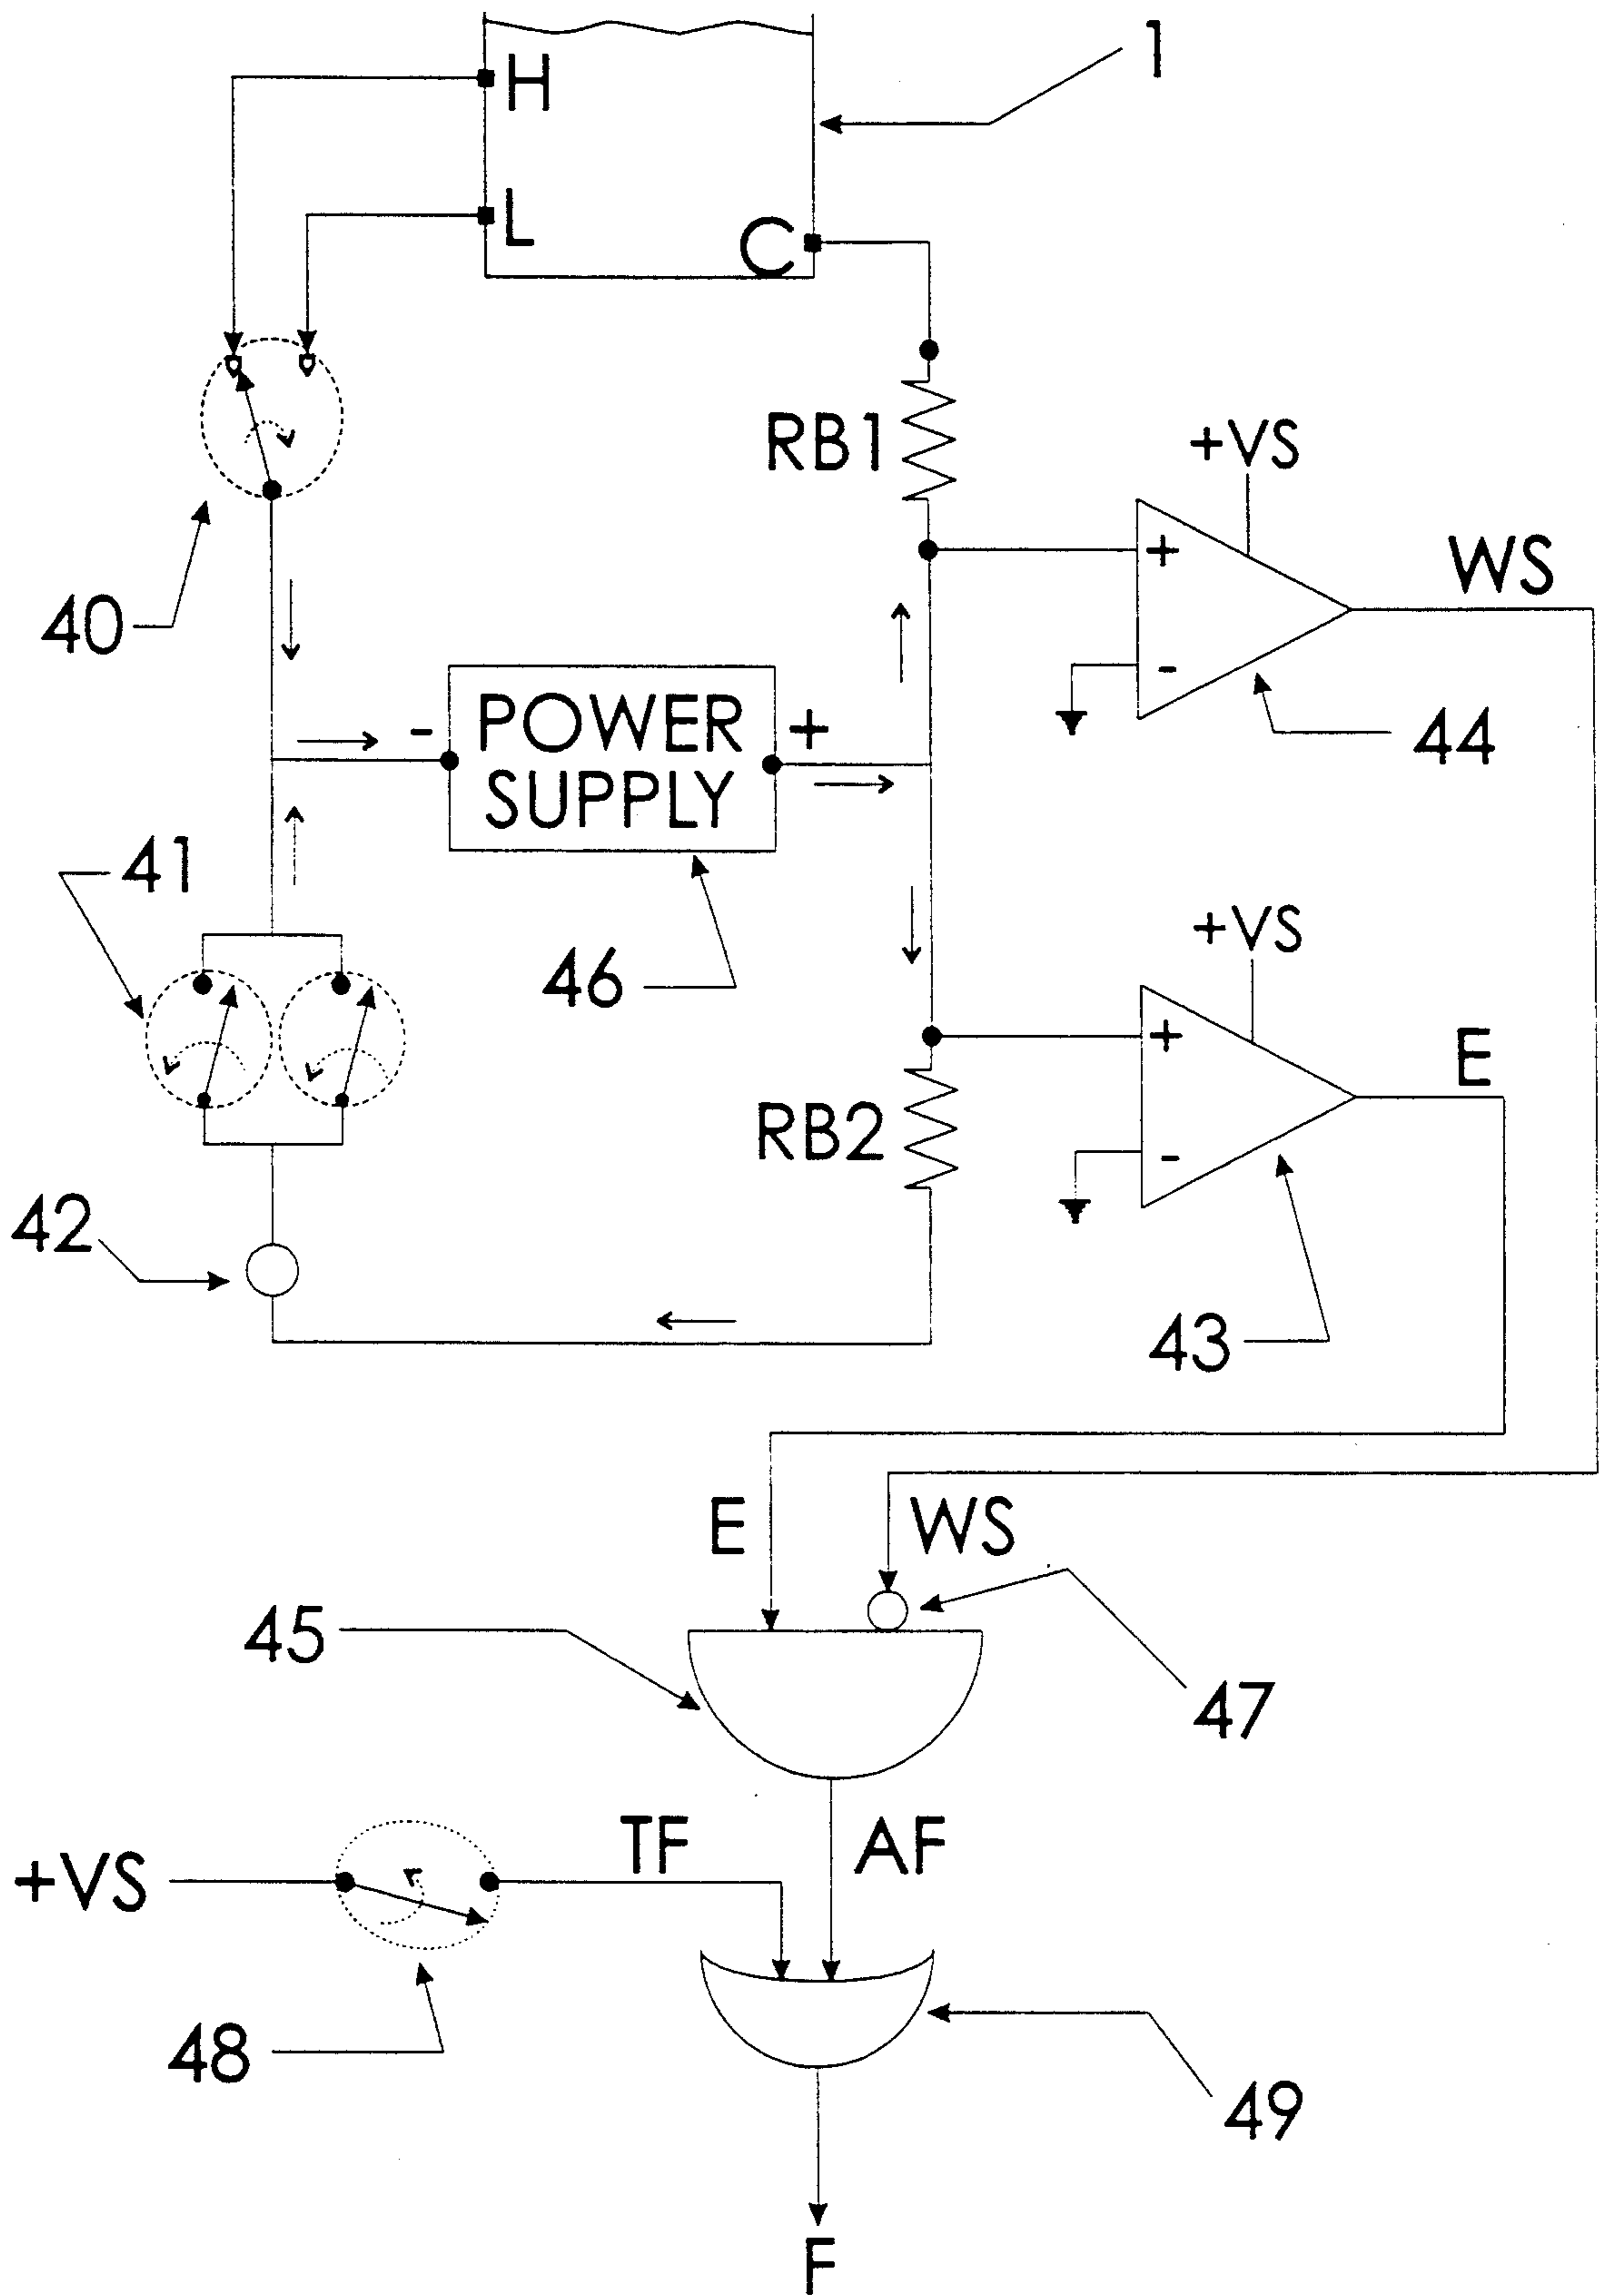 1
H
L
C
RB1
+VS
+
-
WS
40
44
-
POWER
SUPPLY
+
41
46
+VS
+
-
E
RB2
42
43
E
WS
45
47
+VS
TF
AF
48
49
F